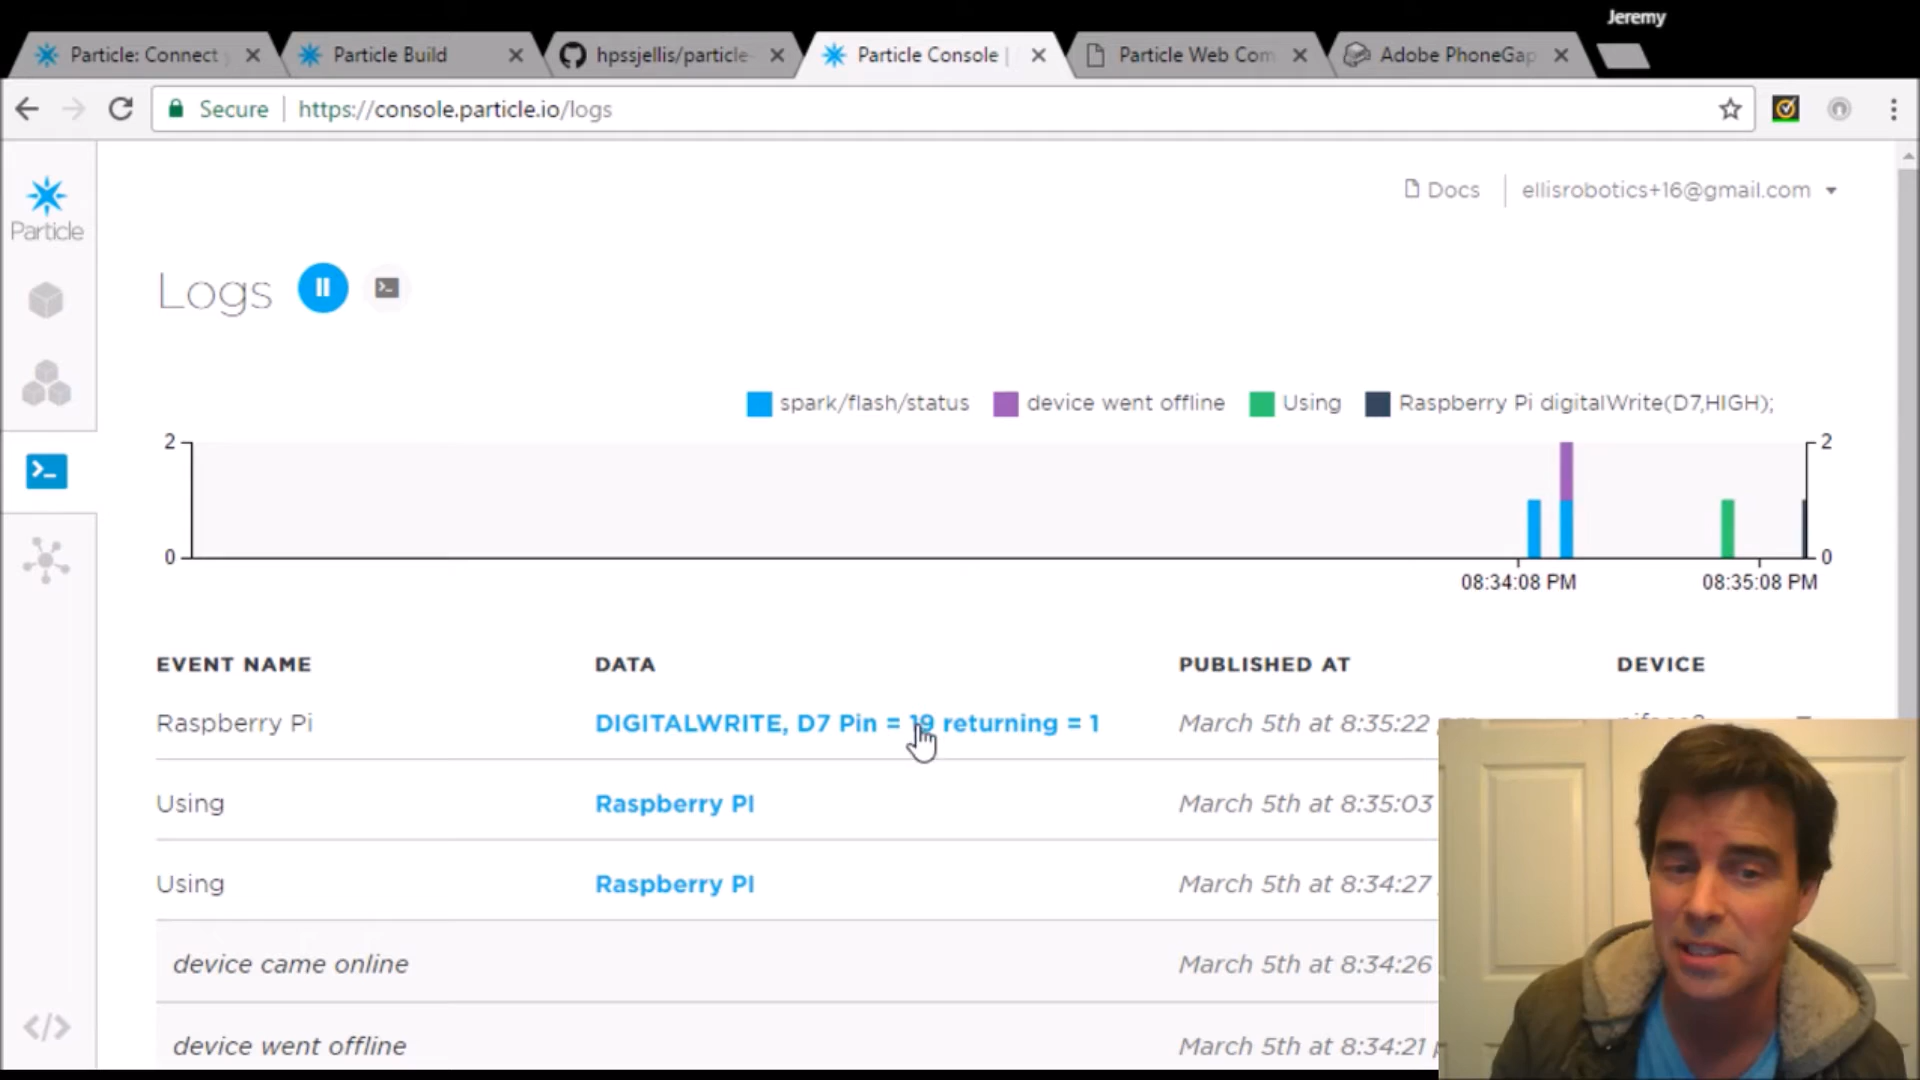 Jeremy
Particle: Connect
Particle Build
hpssjellis/particle-
Particle Console |
Particle Web Com
Adobe PhoneGap
Secure
https://console.particle.io/logs
Particle
Docs
ellisrobotics+16@gmail.com
Logs
spark/flash/status
device went offline
Using
Raspberry Pi digitalWrite(D7,HIGH);
2
2
0
0
08:34:08 PM
08:35:08 PM
EVENT NAME
DATA
PUBLISHED AT
DEVICE
Raspberry Pi
DIGITALWRITE, D7 Pin = 19 returning = 1
March 5th at 8:35:22
Using
Raspberry PI
March 5th at 8:35:03
Using
Raspberry PI
March 5th at 8:34:27
device came online
March 5th at 8:34:26
device went offline
March 5th at 8:34:21